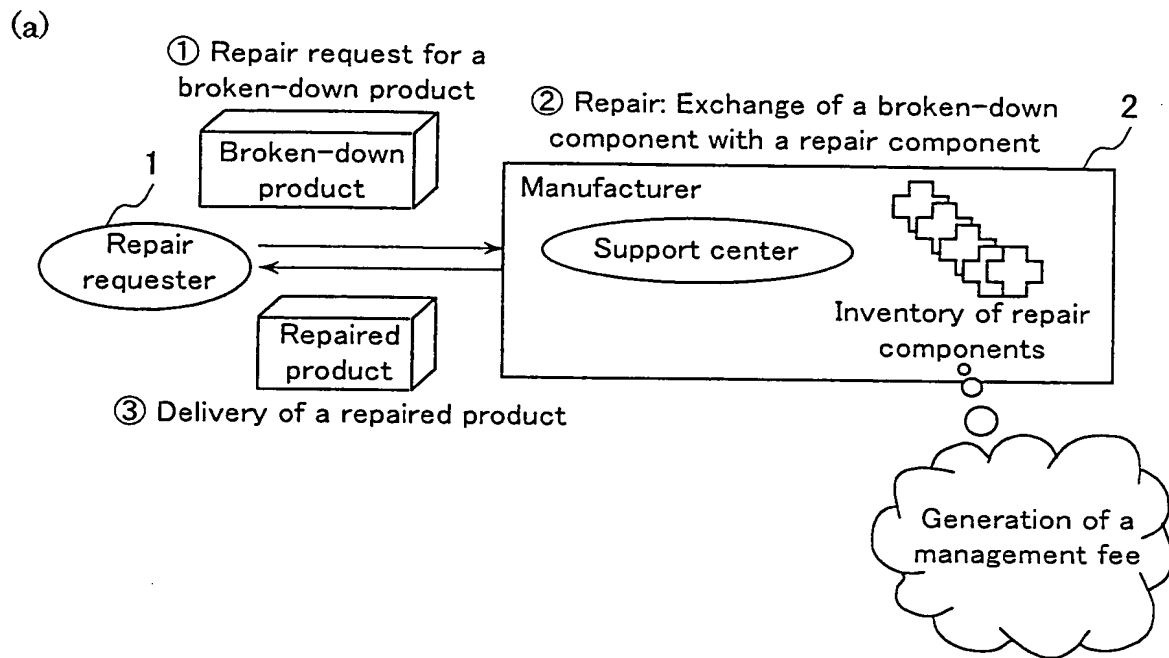 (a)
① Repair request for a
broken-down product
Broken-down
product
② Repair: Exchange of a broken-down
component with a repair component
2
1
Repair
requester
Manufacturer
Support center
Inventory of repair
components
Repaired
product
③ Delivery of a repaired product
Generation of a
management fee